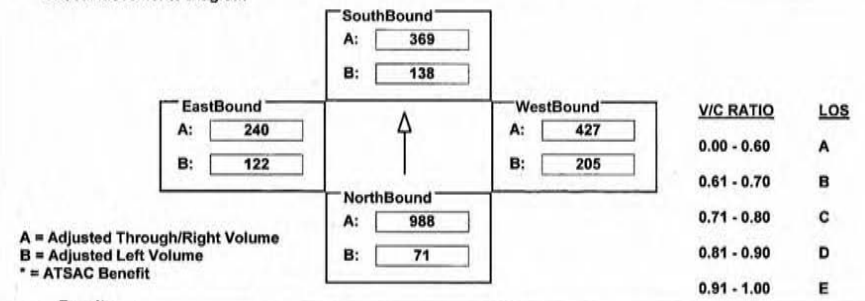 SouthBound
A: 369
B: 138
EastBound
A: 240
B: 122
WestBound
A: 427
B: 205
NorthBound
A: 988
B: 71
A = Adjusted Through/Right Volume
B = Adjusted Left Volume
* = ATSAC Benefit
V/C RATIO LOS
0.00 - 0.60 A
0.61 - 0.70 B
0.71 - 0.80 C
0.81 - 0.90 D
0.91 - 1.00 E